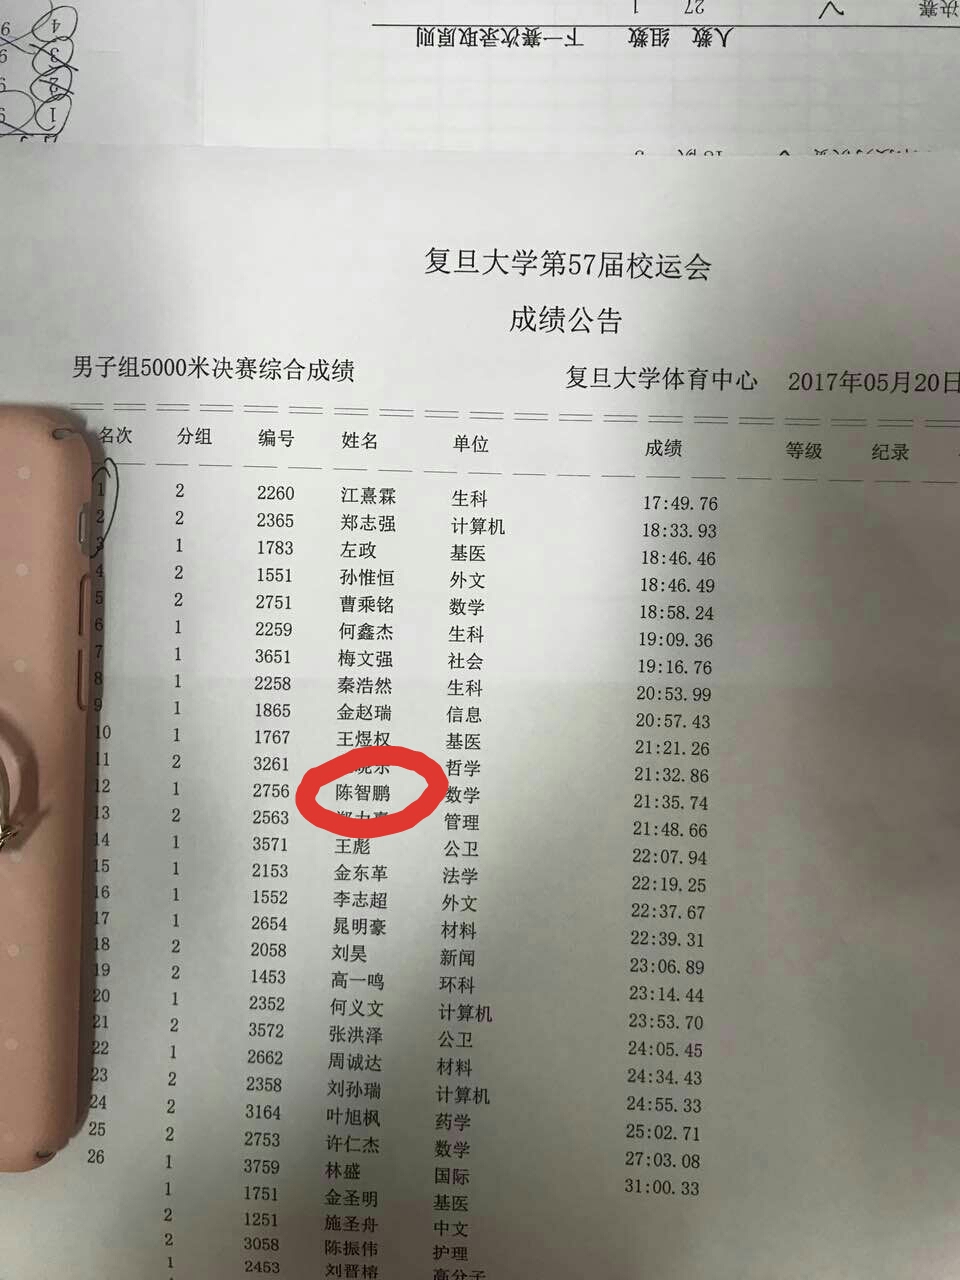 决赛 27 1
人数 组数 下一赛次录取原则
4
3
2
1
复旦大学第57届校运会
成绩公告
男子组5000米决赛综合成绩 复旦大学体育中心 2017年05月20日
名次 分组 编号 姓名 单位 成绩 等级 纪录
1 2 2260 江熹霖 生科 17:49.76
2 2 2365 郑志强 计算机 18:33.93
3 1 1783 左政 基医 18:46.46
4 2 1551 孙惟恒 外文 18:46.49
5 2 2751 曹乘铭 数学 18:58.24
6 1 2259 何鑫杰 生科 19:09.36
7 1 3651 梅文强 社会 19:16.76
8 1 2258 秦浩然 生科 20:53.99
9 1 1865 金赵瑞 信息 20:57.43
10 1 1767 王煜权 基医 21:21.26
11 2 3261 哲学 21:32.86
12 1 2756 陈智鹏 数学 21:35.74
13 2 2563 管理 21:48.66
14 1 3571 王彪 公卫 22:07.94
15 1 2153 金东革 法学 22:19.25
16 1 1552 李志超 外文 22:37.67
17 1 2654 晁明豪 材料 22:39.31
18 2 2058 刘昊 新闻 23:06.89
19 2 1453 高一鸣 环科 23:14.44
20 1 2352 何义文 计算机 23:53.70
21 2 3572 张洪泽 公卫 24:05.45
22 1 2662 周诚达 材料 24:34.43
23 2 2358 刘孙瑞 计算机 24:55.33
24 2 3164 叶旭枫 药学 25:02.71
25 2 2753 许仁杰 数学 27:03.08
26 1 3759 林盛 国际 31:00.33
1 1751 金圣明 基医
2 1251 施圣舟 中文
2 3058 陈振伟 护理
1 2453 刘晋榕 高分子